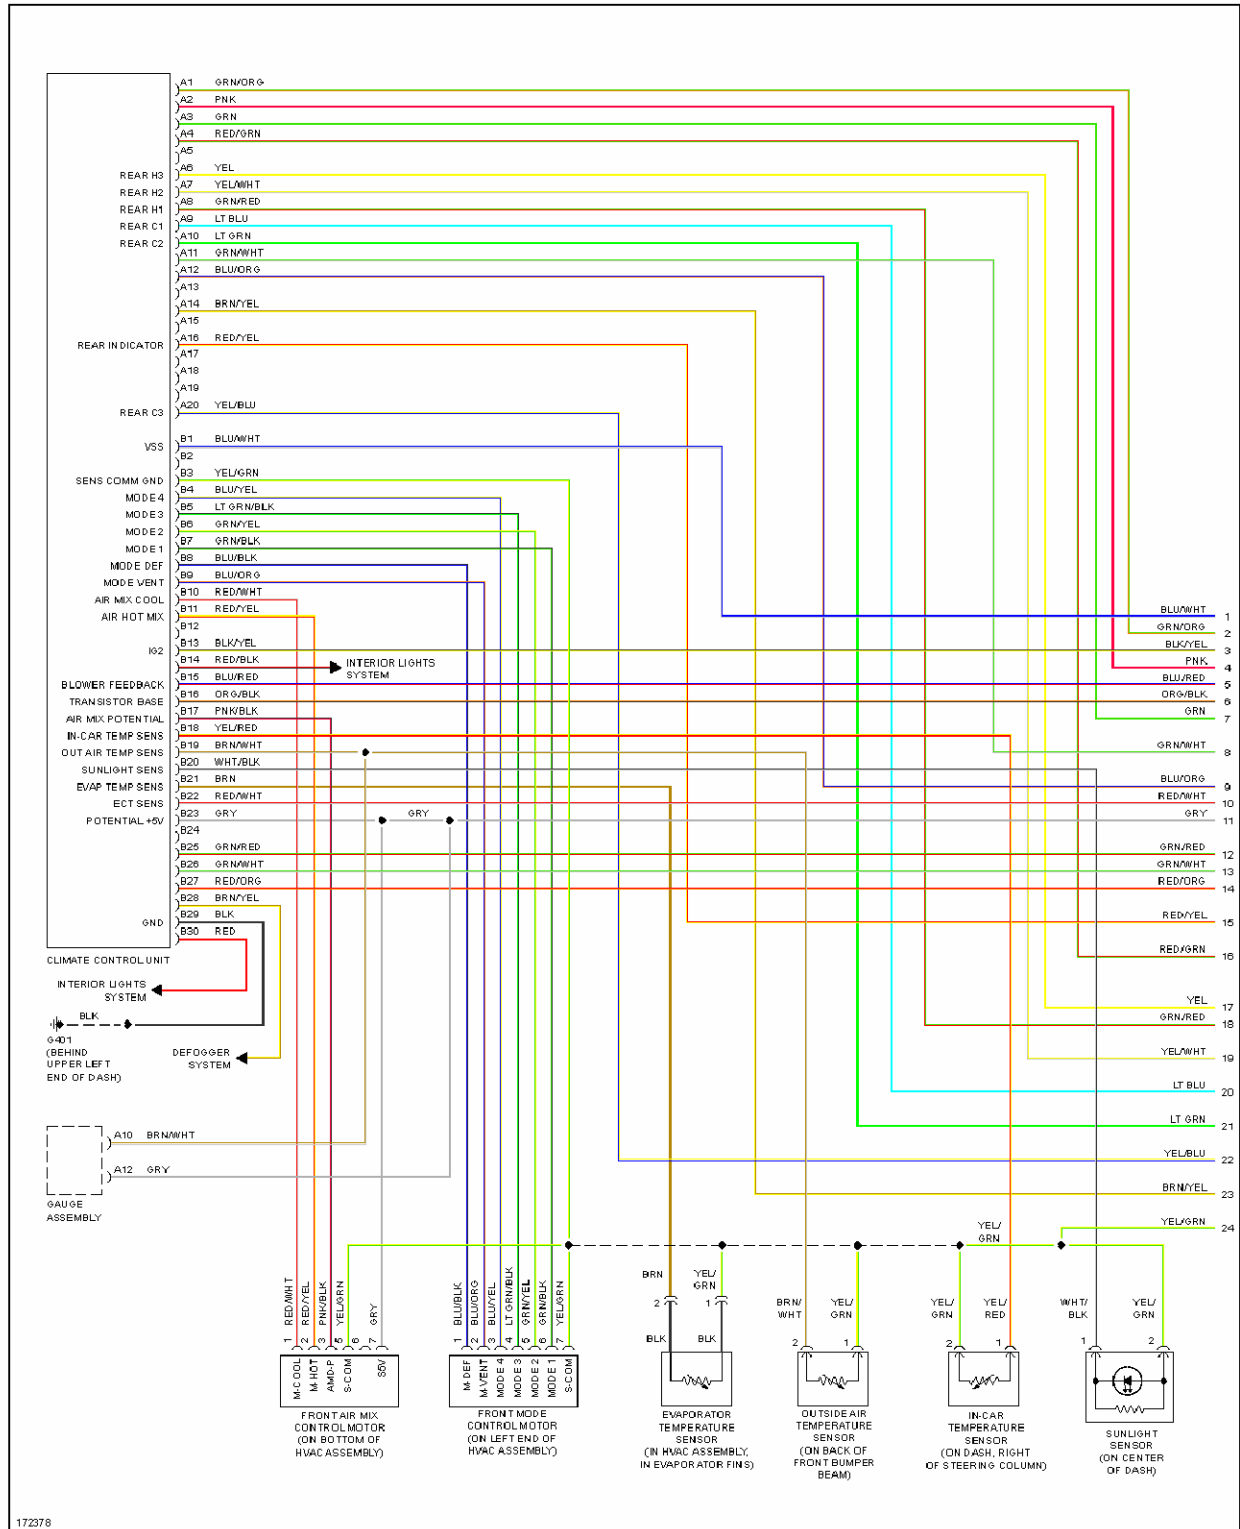 A1 GRN/ORG
A2 PNK
A3 GRN
A4 RED/GRN
A5
REAR H3 A6 YEL
REAR H2 A7 YEL/WHT
REAR H1 A8 GRN/RED
REAR C1 A9 LT BLU
REAR C2 A10 LT GRN
A11 GRN/WHT
A12 BLU/ORG
A13
A14 BRN/YEL
A15
REAR INDICATOR A16 RED/YEL
A17
A18
A19
REAR C3 A20 YEL/BLU
VSS B1 BLU/WHT
B2
SENS COMM GND B3 YEL/GRN
MODE 4 B4 BLU/YEL
MODE 3 B5 LT GRN/BLK
MODE 2 B6 GRN/YEL
MODE 1 B7 GRN/BLK
MODE DEF B8 BLU/BLK
MODE VENT B9 BLU/ORG
AIR MIX COOL B10 RED/WHT
AIR HOT MIX B11 RED/YEL
B12
IG2 B13 BLK/YEL
B14 RED/BLK
INTERIOR LIGHTS
SYSTEM
BLOWER FEEDBACK B15 BLU/RED
TRANSISTOR BASE B16 ORG/BLK
AIR MIX POTENTIAL B17 PNK/BLK
IN-CAR TEMP SENS B18 YEL/RED
OUT AIR TEMP SENS B19 BRN/WHT
SUNLIGHT SENS B20 WHT/BLK
EVAP TEMP SENS B21 BRN
ECT SENS B22 RED/WHT
POTENTIAL +5V B23 GRY GRY
B24
B25 GRN/RED
B26 GRN/WHT
B27 RED/ORG
B28 BRN/YEL
GND B29 BLK
B30 RED
CLIMATE CONTROL UNIT
BLU/WHT 1
GRN/ORG 2
BLK/YEL 3
PNK 4
BLU/RED 5
ORG/BLK 6
GRN 7
GRN/WHT 8
BLU/ORG 9
RED/WHT 10
GRY 11
GRN/RED 12
GRN/WHT 13
RED/ORG 14
RED/YEL 15
RED/GRN 16
YEL 17
GRN/RED 18
YEL/WHT 19
LT BLU 20
LT GRN 21
YEL/BLU 22
BRN/YEL 23
YEL/GRN 24
INTERIOR LIGHTS
SYSTEM
BLK
G401
(BEHIND
UPPER LEFT
END OF DASH)
DEFOGGER
SYSTEM
A10 BRN/WHT
A12 GRY
GAUGE
ASSEMBLY
RED/WHT
RED/YEL
PNK/BLK
YEL/GRN
GRY
1 2 3 5 6 7
M-COOL
M-HOT
AMD-P
S-COM
S5V
FRONT AIR MIX
CONTROL MOTOR
(ON BOTTOM OF
HVAC ASSEMBLY)
BLU/BLK
BLU/ORG
BLU/YEL
LT GRN/BLK
GRN/YEL
GRN/BLK
YEL/GRN
1 2 3 4 5 6 7
M-DEF
M-VENT
MODE 4
MODE 3
MODE 2
MODE 1
S-COM
FRONT MODE
CONTROL MOTOR
(ON LEFT END OF
HVAC ASSEMBLY)
BRN
YEL/
GRN
2 1
BLK BLK
EVAPORATOR
TEMPERATURE
SENSOR
(IN HVAC ASSEMBLY,
IN EVAPORATOR FINS)
BRN/
WHT
YEL/
GRN
2 1
OUTSIDE AIR
TEMPERATURE
SENSOR
(ON BACK OF
FRONT BUMPER
BEAM)
YEL/
GRN
YEL/
GRN
YEL/
RED
2 1
IN-CAR
TEMPERATURE
SENSOR
(ON DASH, RIGHT
OF STEERING COLUMN)
WHT/
BLK
YEL/
GRN
1 2
SUNLIGHT
SENSOR
(ON CENTER
OF DASH)
172378